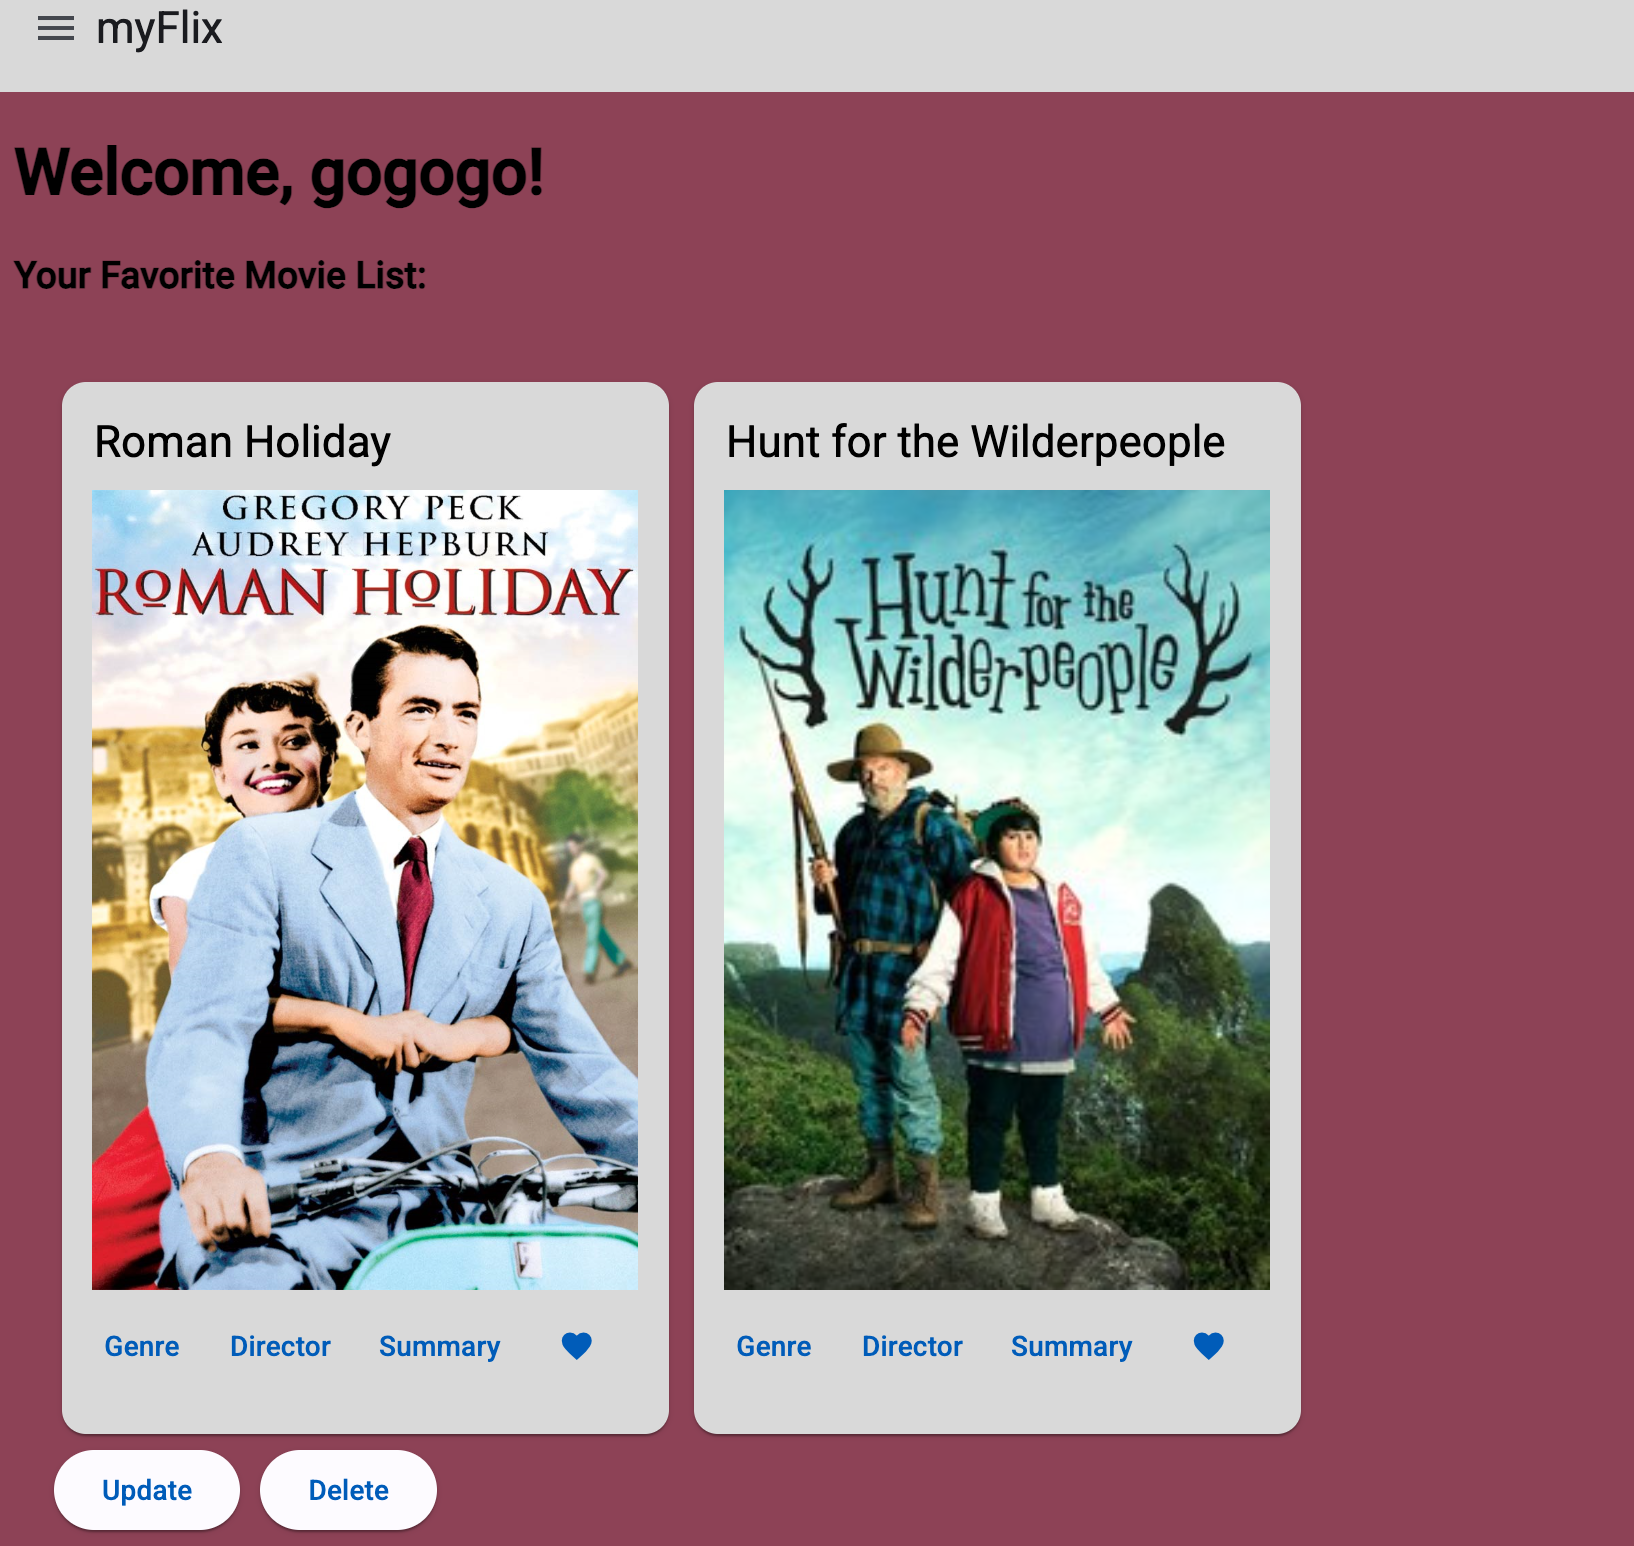 myFlix
Welcome, gogogo!
Your Favorite Movie List:
Roman Holiday
GREGORY PECK
AUDREY HEPBURN
ROMAN HOLIDAY
Genre Director Summary
Hunt for the Wilderpeople
Hunt for the
Wilderpeople
Genre Director Summary
Update Delete